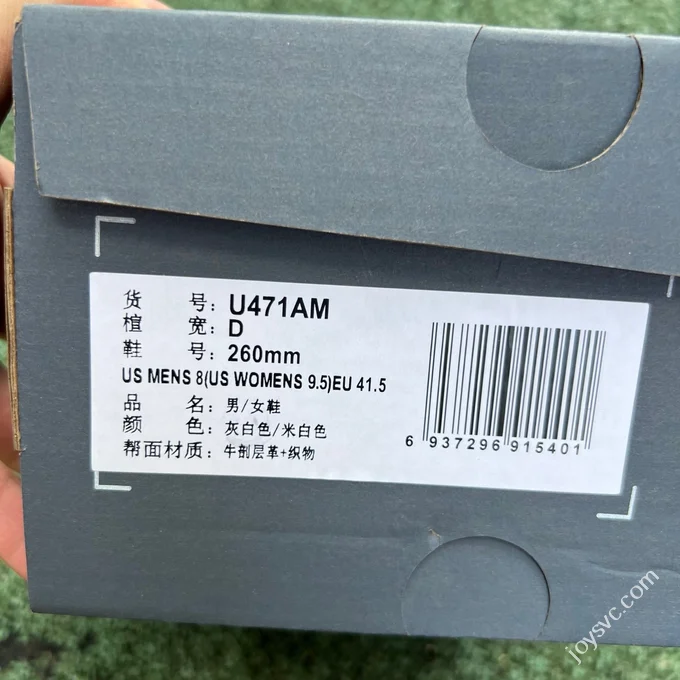 货 号: U471AM
楦 宽: D
鞋 号: 260mm
US MENS 8(US WOMENS 9.5)EU 41.5
品 名: 男/女鞋
颜 色: 灰白色/米白色
帮面材质: 牛剖层革+织物
6 937296 915401
joysvc.com